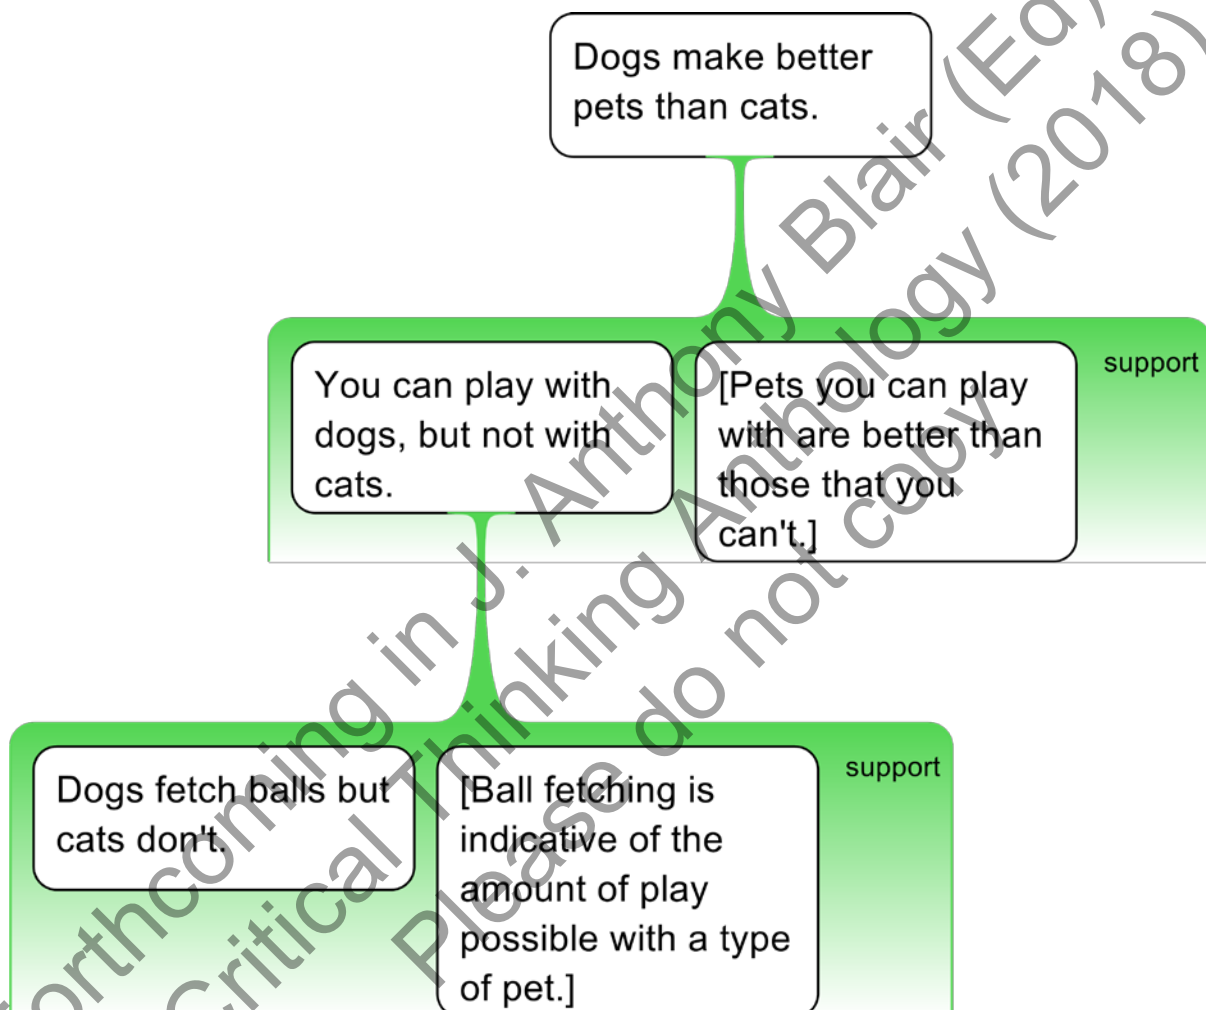 Dogs make better
pets than cats.
You can play with
dogs, but not with
cats.
[Pets you can play
with are better than
those that you
can't.]
support
Dogs fetch balls but
cats don't.
[Ball fetching is
indicative of the
amount of play
possible with a type
of pet.]
support
orthcoming in J. Anthony Blair (Ed)
Critical Thinking Anthology (2018)
Please do not copy